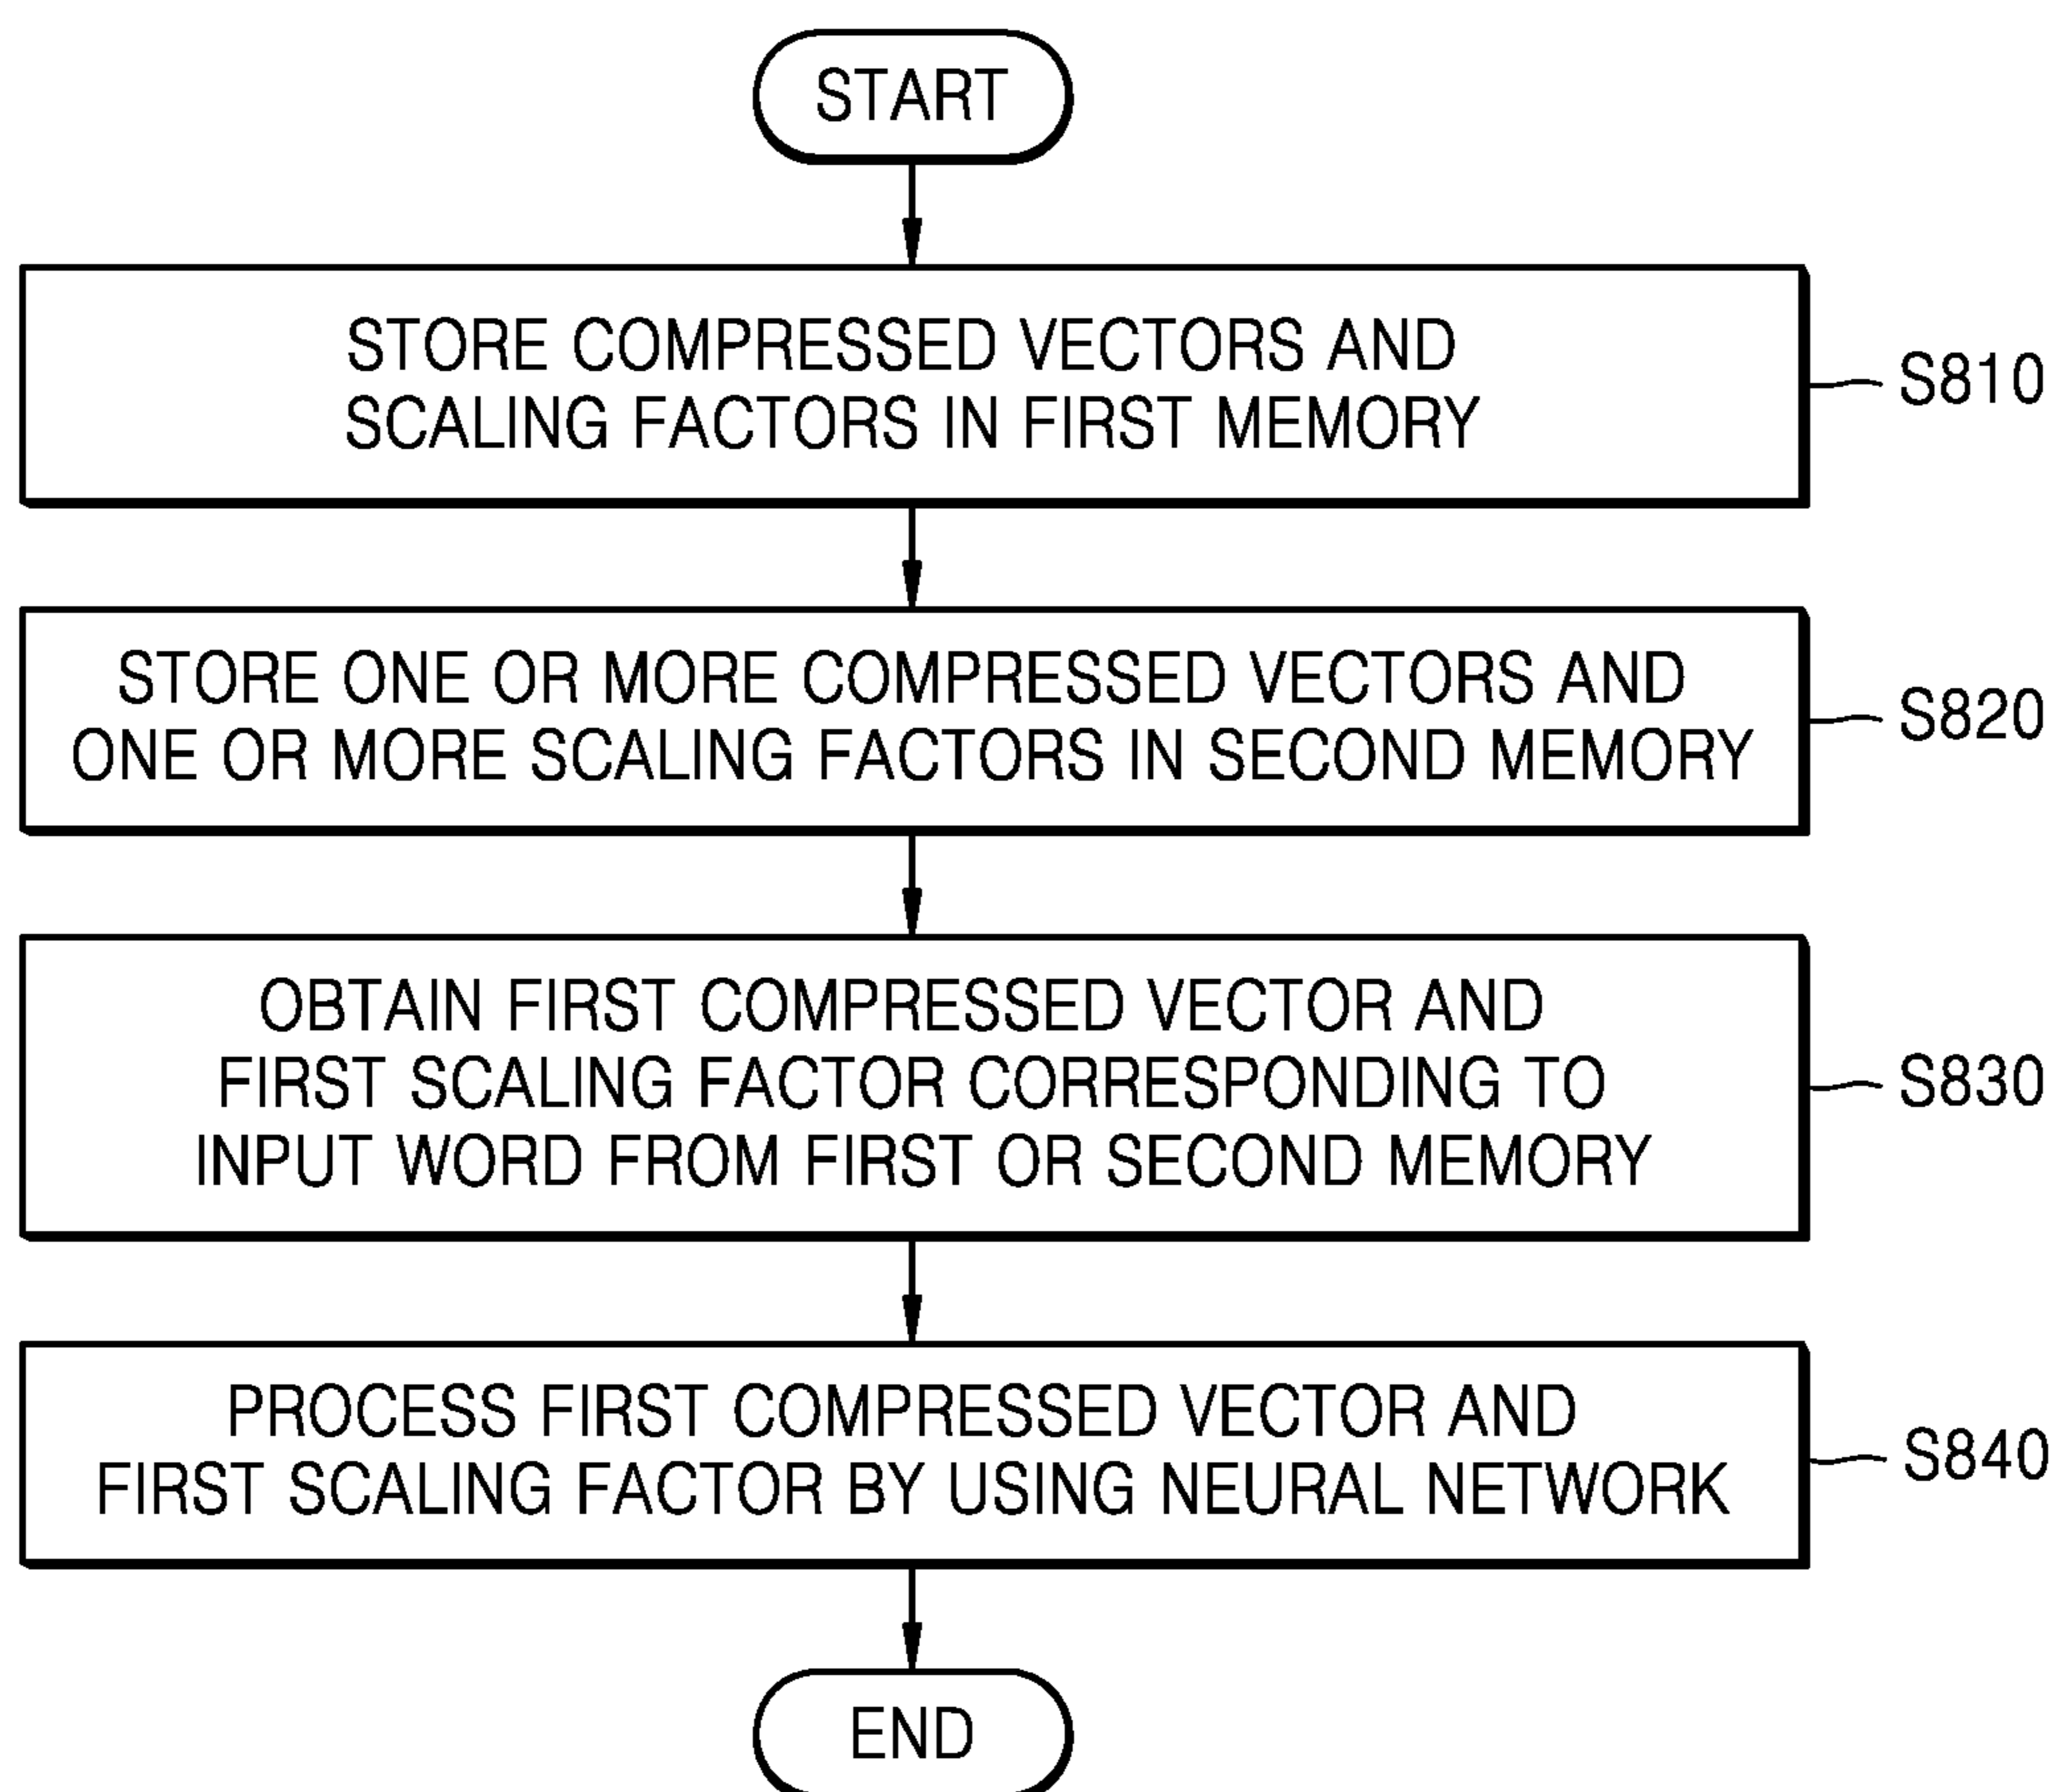 START
STORE COMPRESSED VECTORS AND
SCALING FACTORS IN FIRST MEMORY
S810
STORE ONE OR MORE COMPRESSED VECTORS AND
ONE OR MORE SCALING FACTORS IN SECOND MEMORY
S820
OBTAIN FIRST COMPRESSED VECTOR AND
FIRST SCALING FACTOR CORRESPONDING TO
INPUT WORD FROM FIRST OR SECOND MEMORY
S830
PROCESS FIRST COMPRESSED VECTOR AND
FIRST SCALING FACTOR BY USING NEURAL NETWORK
S840
END